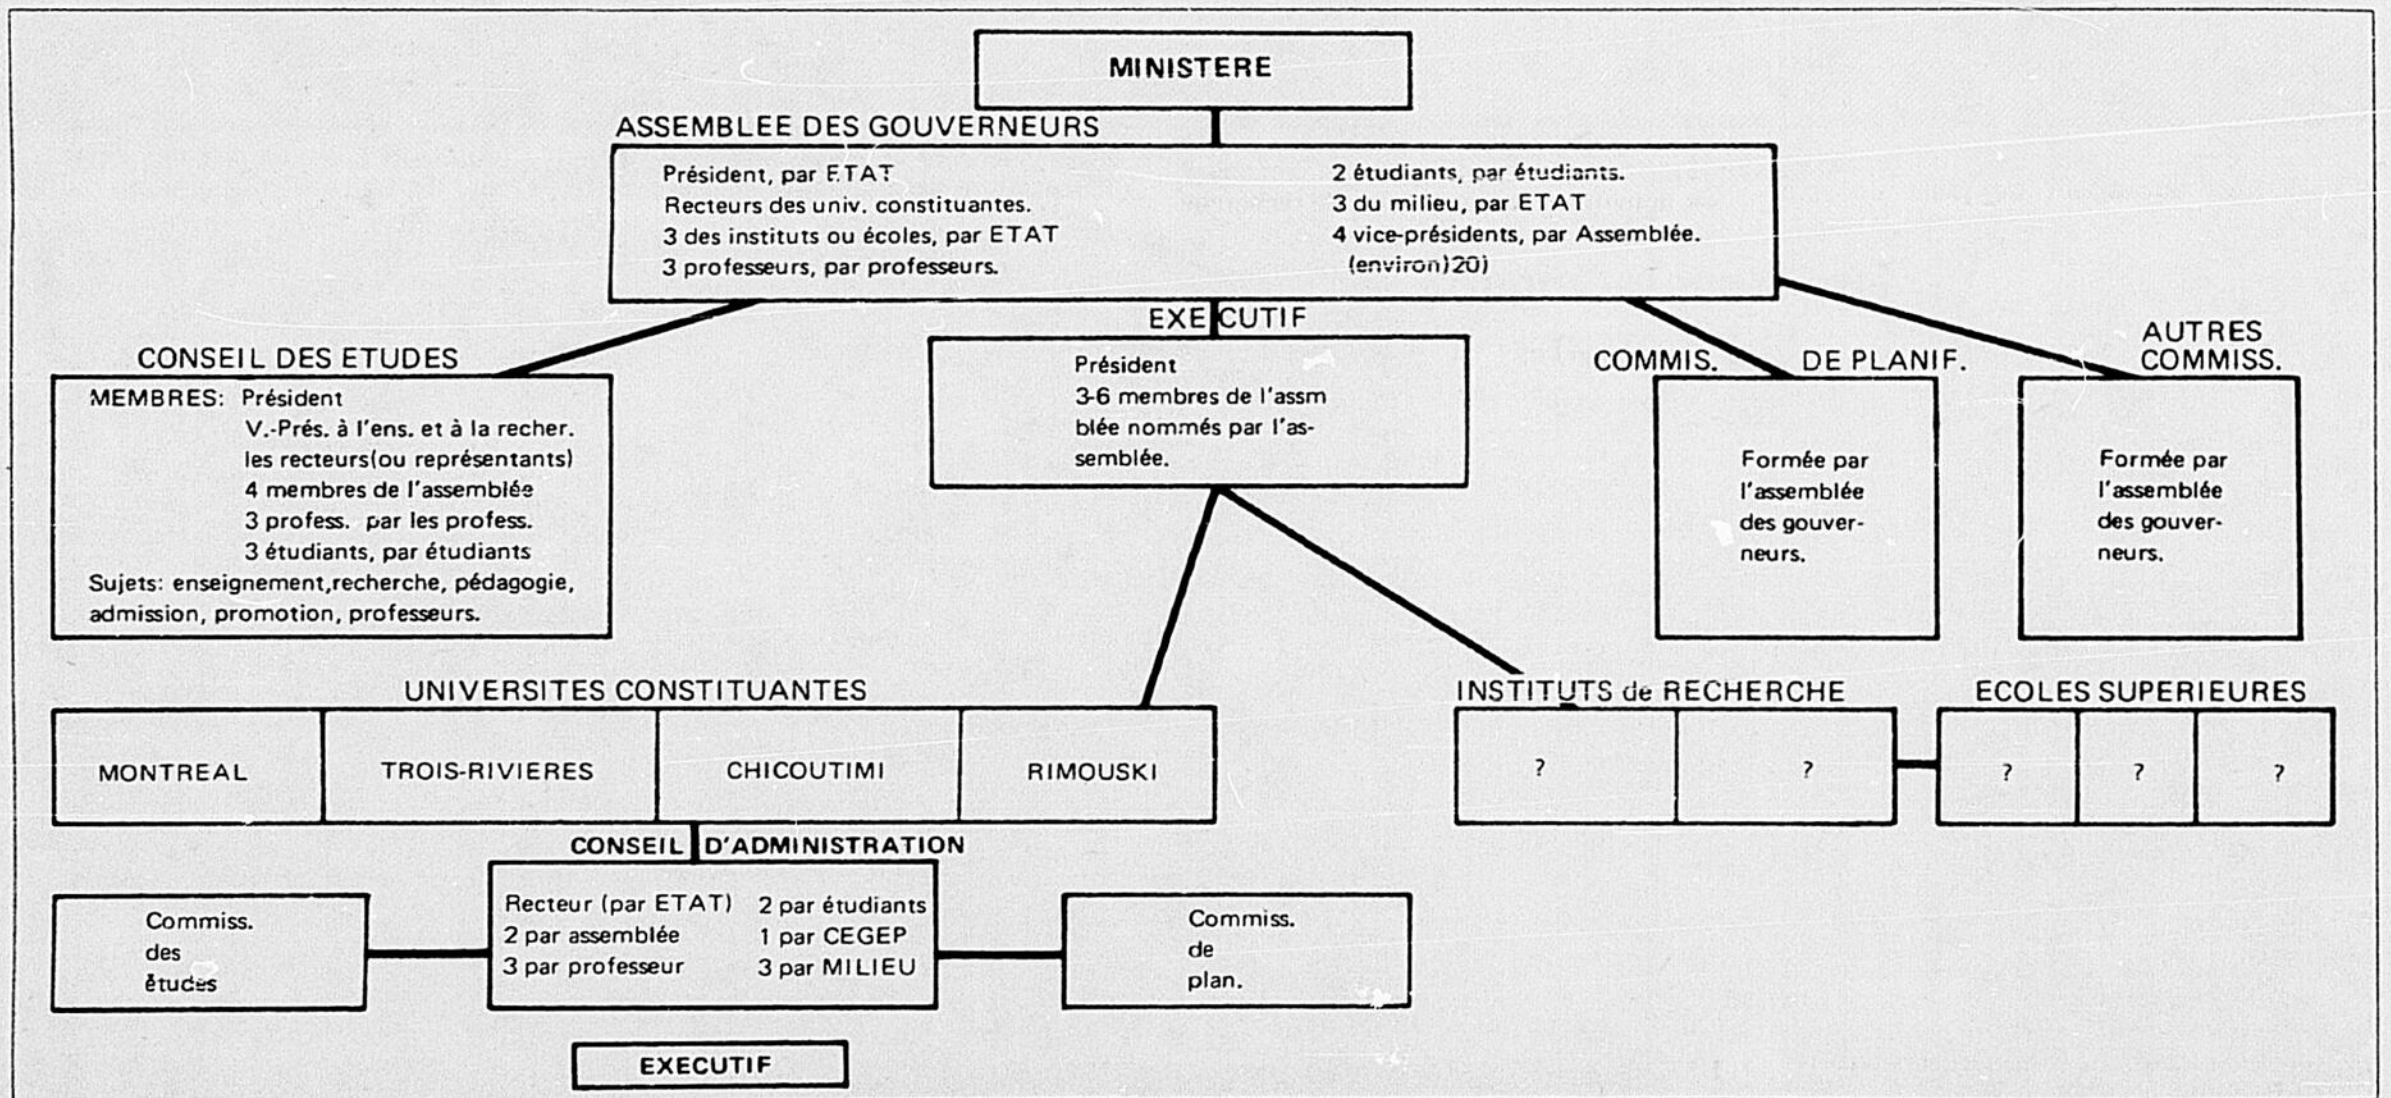 MINISTERE
ASSEMBLEE DES GOUVERNEURS
Président, par ETAT
Recteurs des univ. constituantes.
3 des instituts ou écoles, par ETAT
3 professeurs, par professeurs.
2 étudiants, par étudiants.
3 du milieu, par ETAT
4 vice-présidents, par Assemblée.
(environ)20)
CONSEIL DES ETUDES
MEMBRES: Président
V.-Prés. à l'ens. et à la recher.
les recteurs(ou représentants)
4 membres de l'assemblée
3 profess. par les profess.
3 étudiants, par étudiants
Sujets: enseignement,recherche, pédagogie,
admission, promotion, professeurs.
EXECUTIF
Président
3-6 membres de l'assm
blée nommés par l'as-
semblée.
COMMIS. DE PLANIF.
Formée par
l'assemblée
des gouver-
neurs.
AUTRES
COMMISS.
Formée par
l'assemblée
des gouver-
neurs.
UNIVERSITES CONSTITUANTES
MONTREAL
TROIS-RIVIERES
CHICOUTIMI
RIMOUSKI
INSTITUTS de RECHERCHE
?
?
ECOLES SUPERIEURES
?
?
?
CONSEIL D'ADMINISTRATION
Recteur (par ETAT)
2 par assemblée
3 par professeur
2 par étudiants
1 par CEGEP
3 par MILIEU
Commiss.
des
études
Commiss.
de
plan.
EXECUTIF